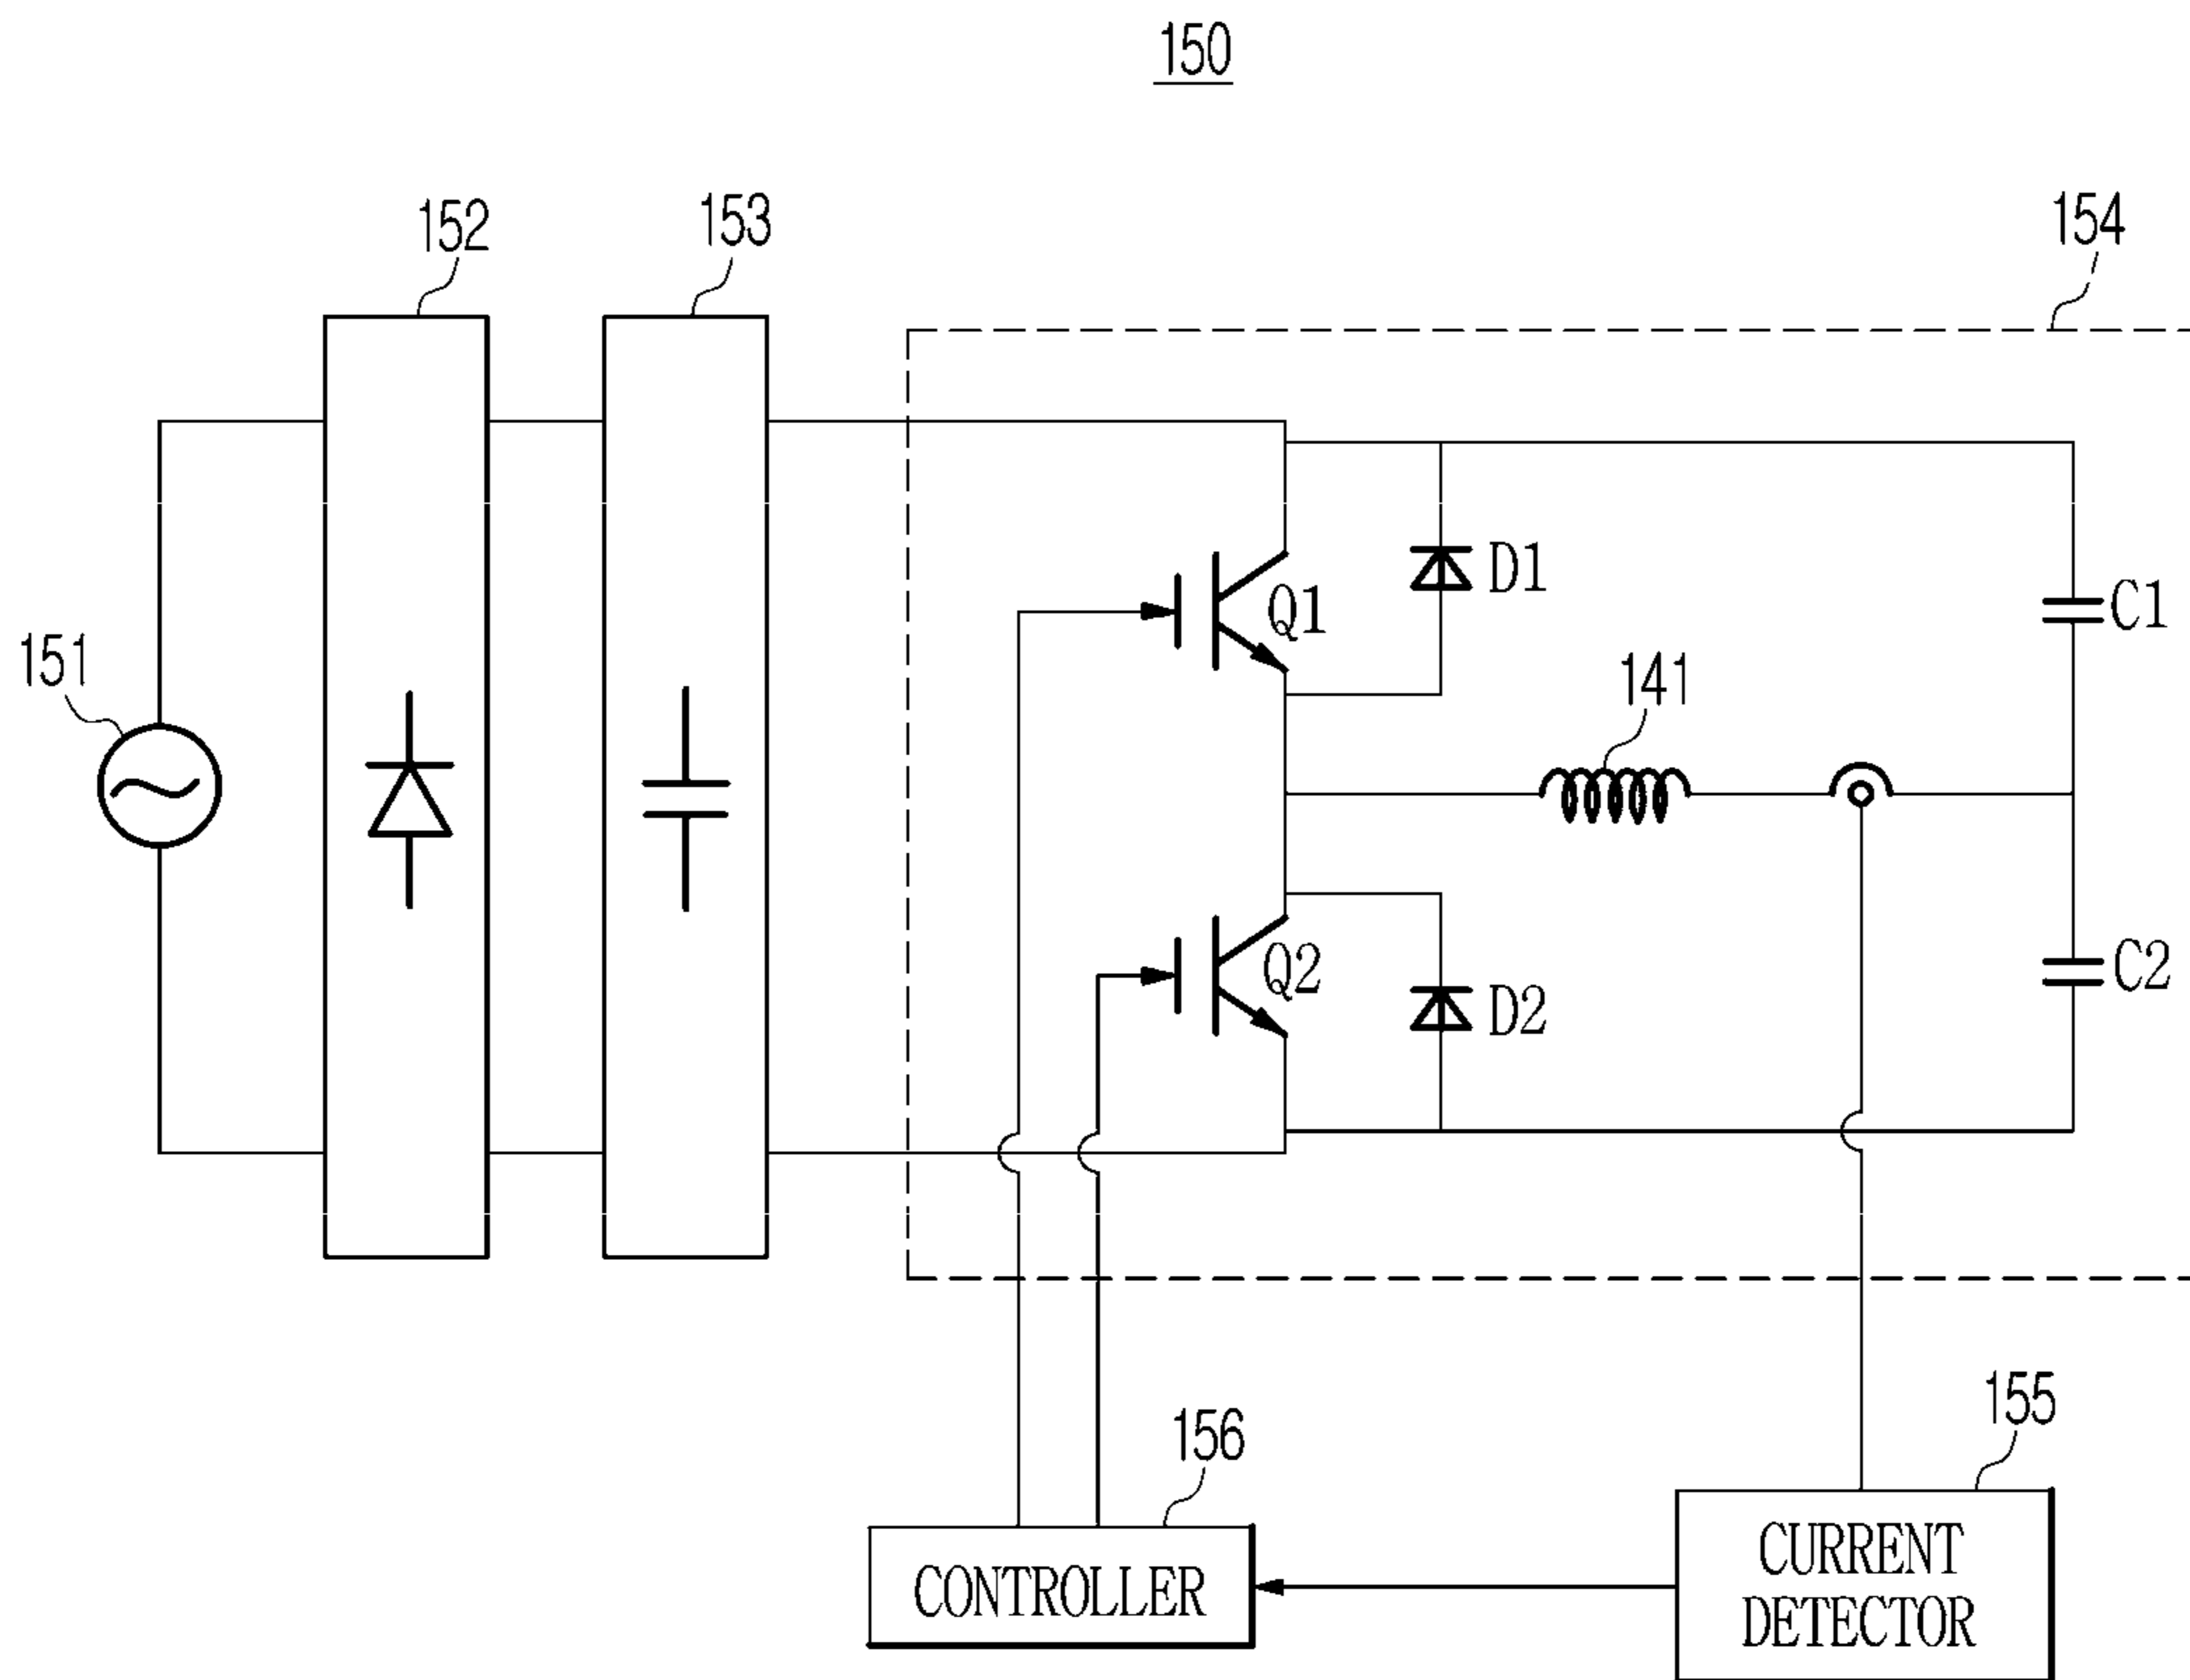 150
152
153
154
151
Q1
D1
C1
141
Q2
D2
C2
156
155
CONTROLLER
CURRENT
DETECTOR